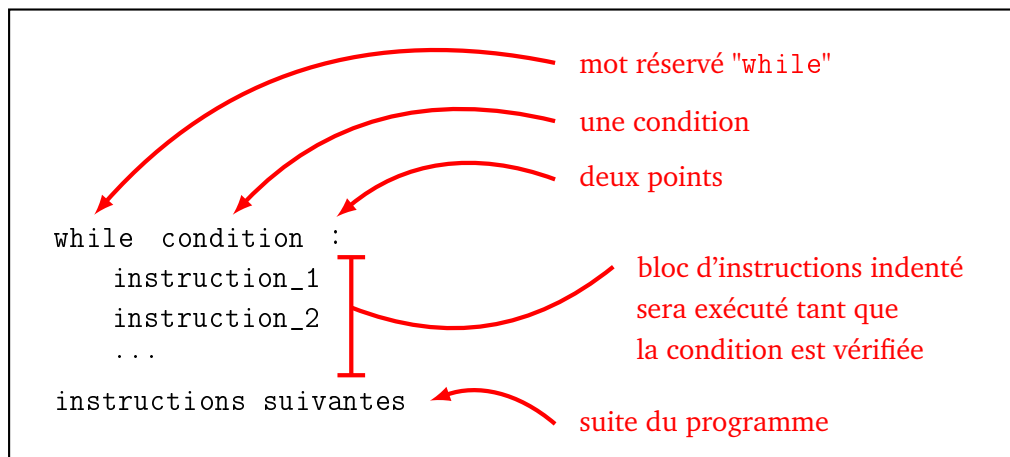 mot réservé "while"
une condition
deux points
while condition :
instruction_1
instruction_2
...
bloc d'instructions indenté
sera exécuté tant que
la condition est vérifiée
instructions suivantes
suite du programme